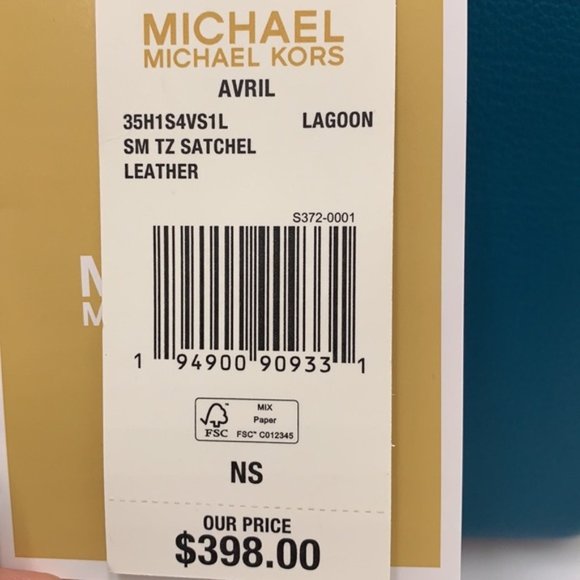 MICHAEL
MICHAEL KORS
AVRIL
35H1S4VS1L LAGOON
SM TZ SATCHEL
LEATHER
S372-0001
1 94900 90933 1
MIX
Paper
FSC FSC™ C012345
NS
OUR PRICE
$398.00
M
M